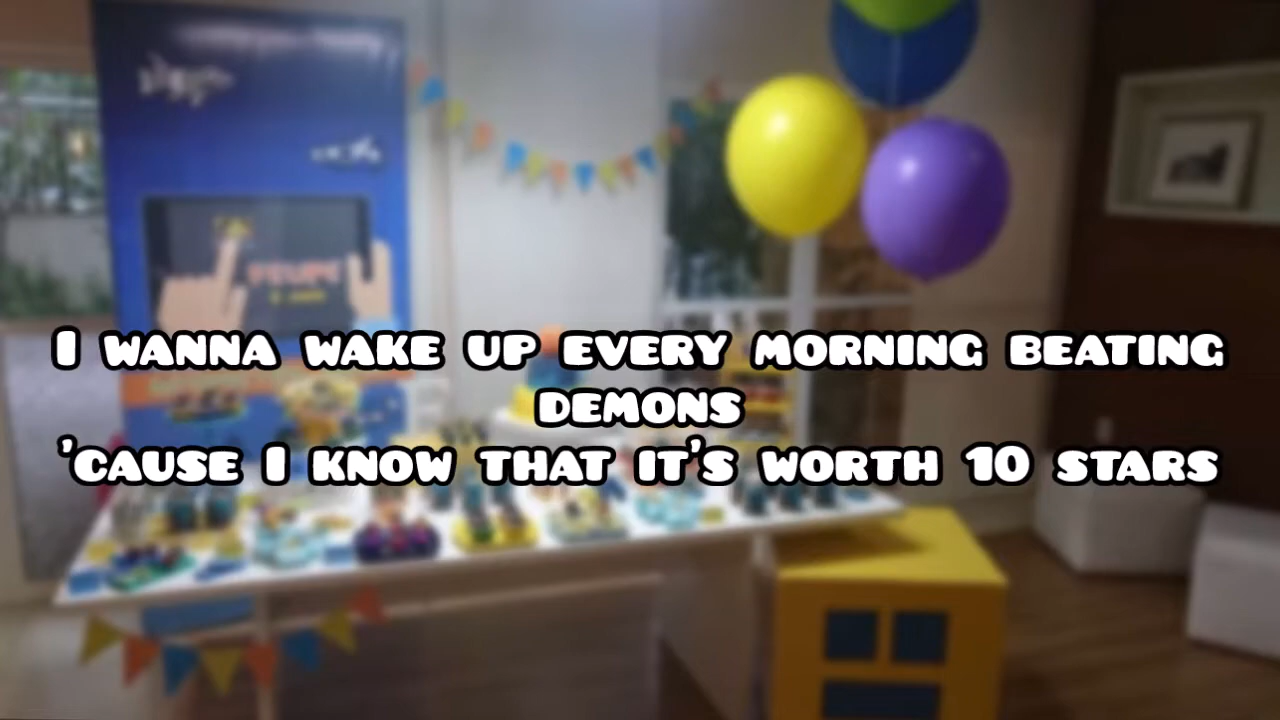 I WANNA WAKE UP EVERY MORNING BEATING
DEMONS
'CAUSE I KNOW THAT IT'S WORTH 10 STARS